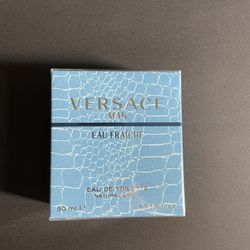 VERSACE
MAN
EAU FRAÎCHE
EAU DE TOILETTE
NATURAL SPRAY
50 ml ℮